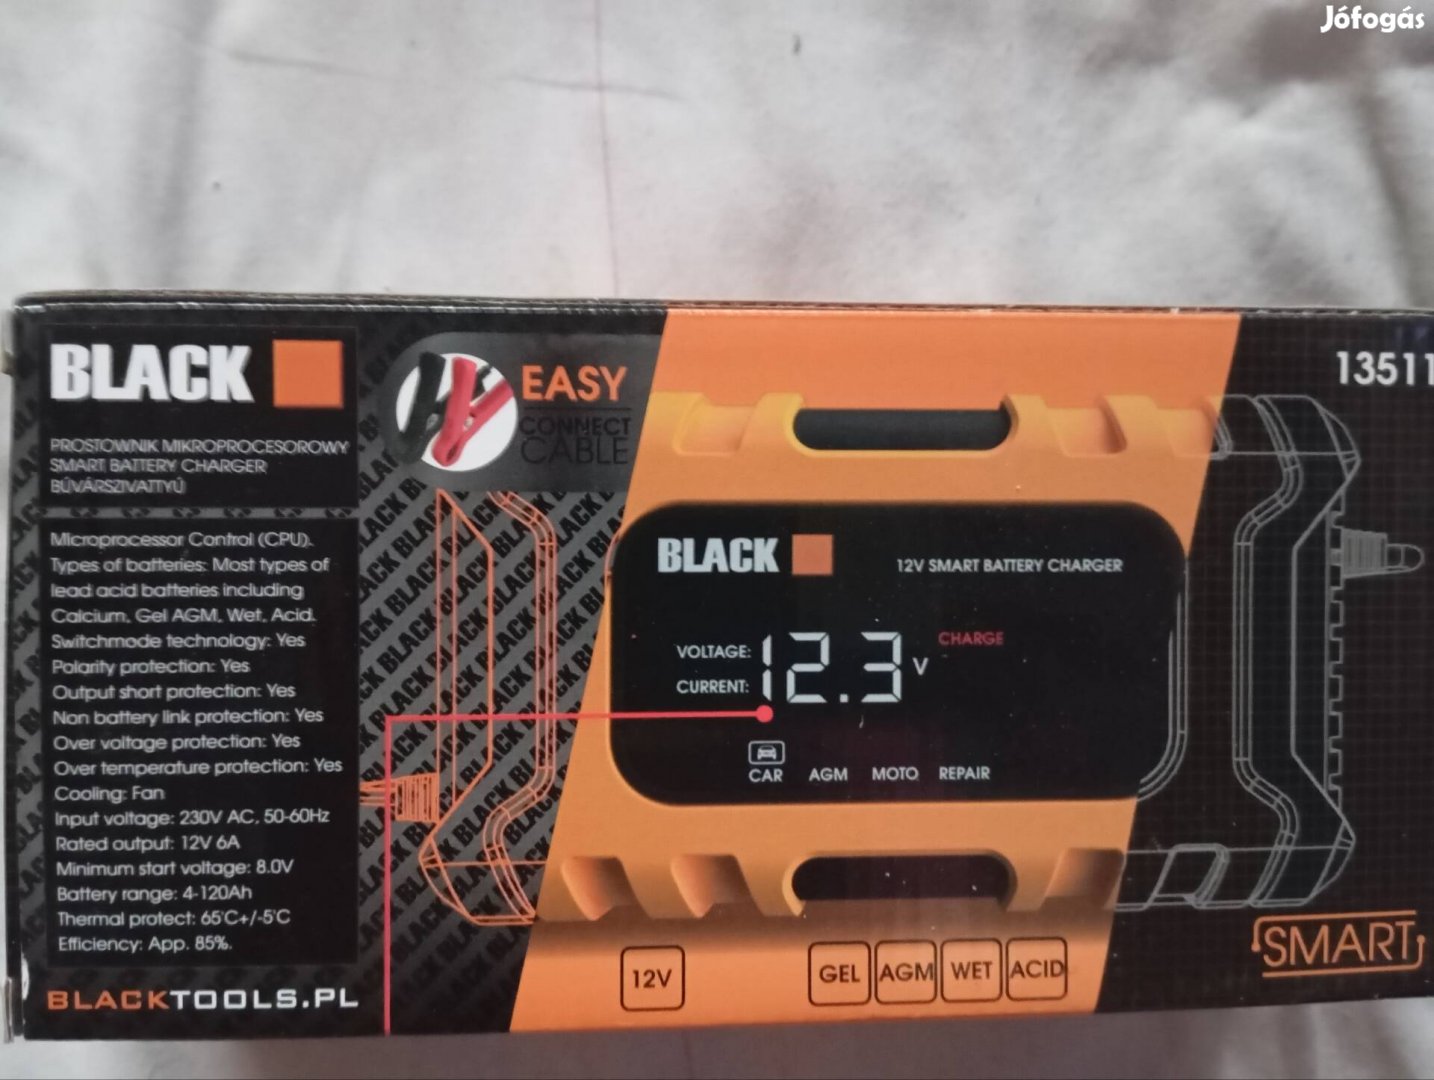 Jófogás
BLACK
PROSTOWNIK MIKROPROCESOROWY
SMART BATTERY CHARGER
BÚVÁRSZIVATTYÚ
Microprocessor Control (CPU).
Types of batteries: Most types of
lead acid batteries including
Calcium, Gel AGM, Wet, Acid.
Switchmode technology: Yes
Polarity protection: Yes
Output short protection: Yes
Non battery link protection: Yes
Over voltage protection: Yes
Over temperature protection: Yes
Cooling: Fan
Input voltage: 230V AC, 50-60Hz
Rated output: 12V 6A
Minimum start voltage: 8.0V
Battery range: 4-120Ah
Thermal protect: 65'C+/-5'C
Efficiency: App. 85%.
BLACKTOOLS.PL
EASY
CONNECT
CABLE
13511
BLACK
12V SMART BATTERY CHARGER
VOLTAGE:
CURRENT:
12.3 V
CHARGE
CAR AGM MOTO REPAIR
12V
GEL AGM WET ACID
SMART